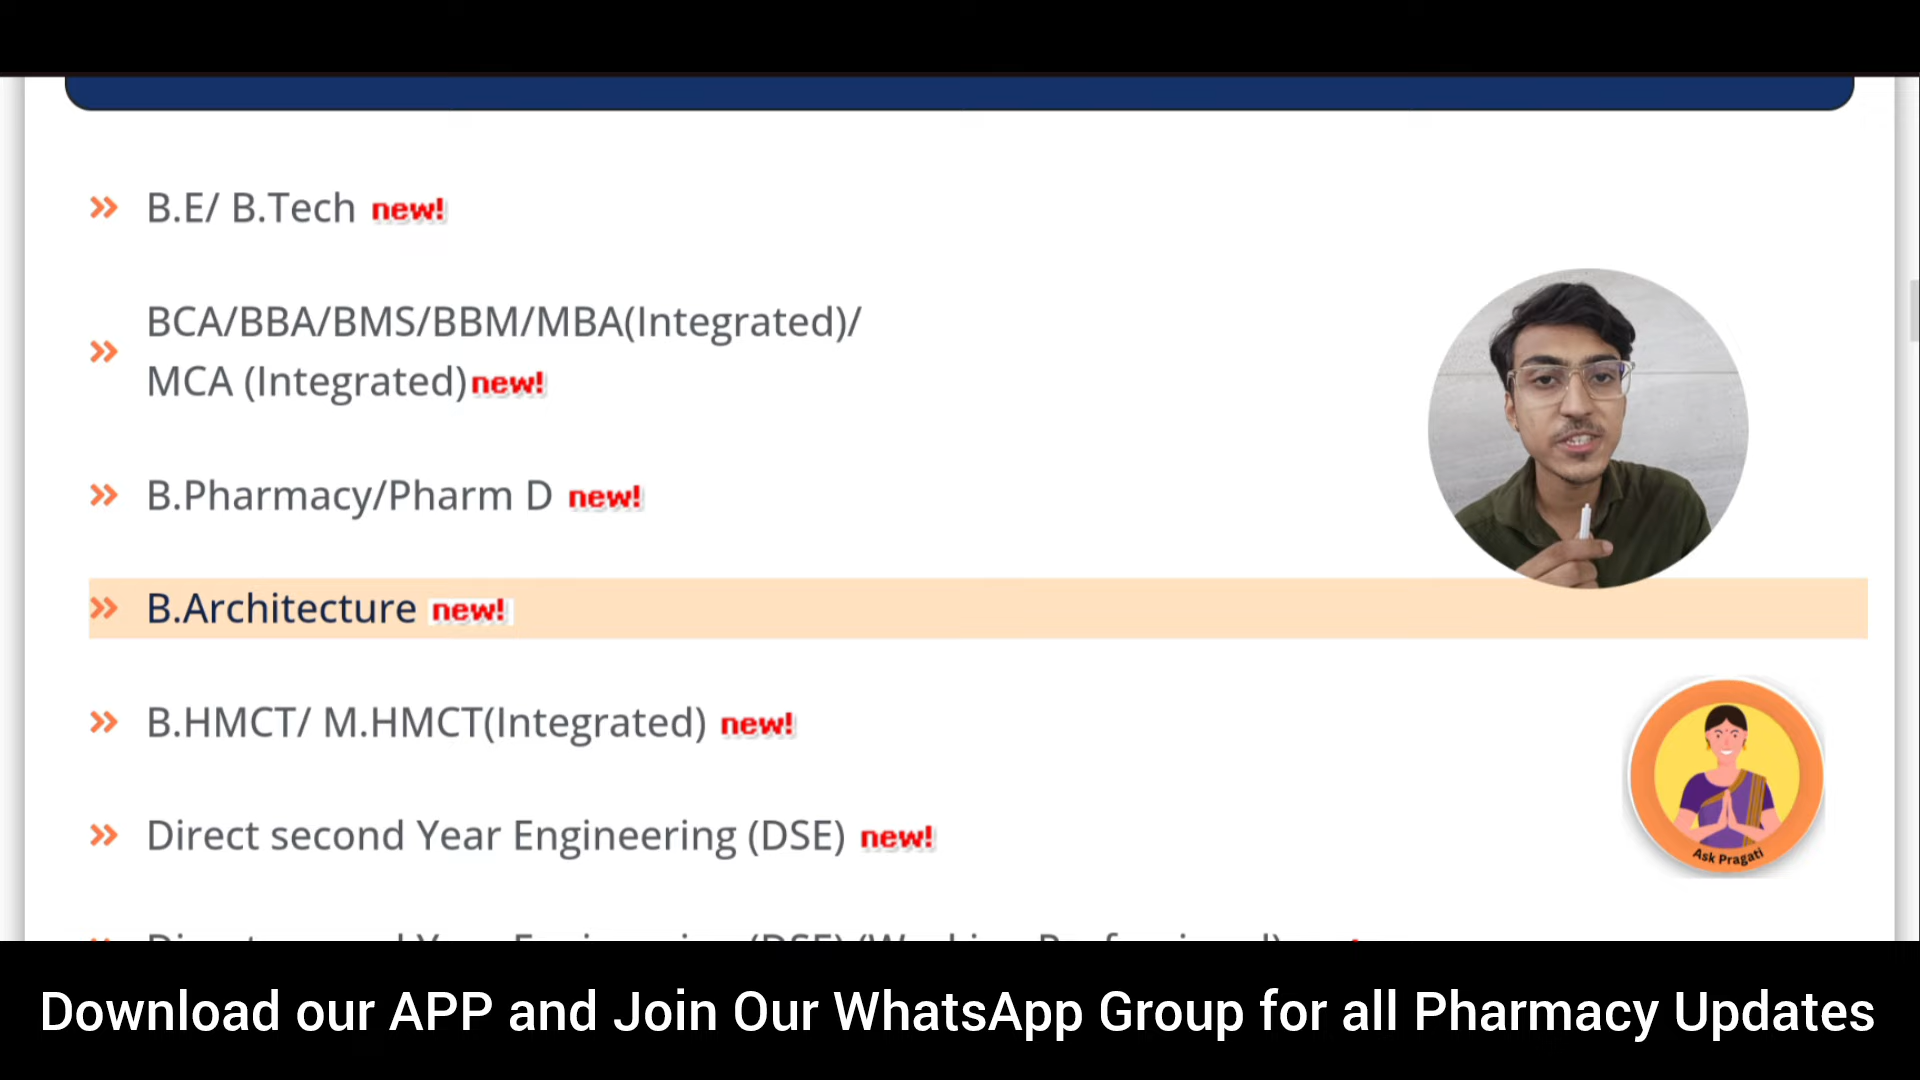 B.E/ B.Tech new!
BCA/BBA/BMS/BBM/MBA(Integrated)/
MCA (Integrated) new!
B.Pharmacy/Pharm D new!
B.Architecture new!
B.HMCT/ M.HMCT(Integrated) new!
Direct second Year Engineering (DSE) new!
Ask Pragati
Download our APP and Join Our WhatsApp Group for all Pharmacy Updates